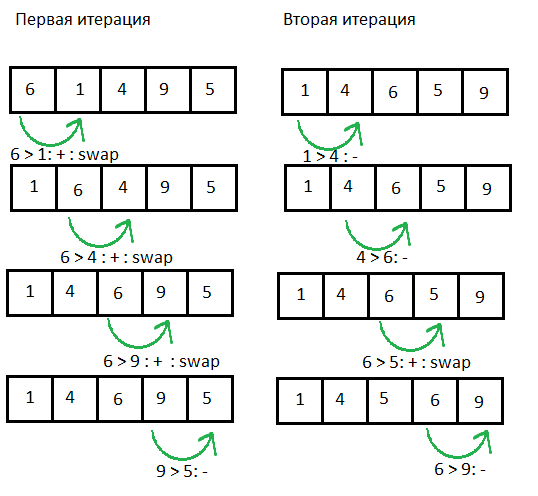 Первая итерация
6 1 4 9 5
6 > 1: + : swap
1 6 4 9 5
6 > 4 : + : swap
1 4 6 9 5
6 > 9 : + : swap
1 4 6 9 5
9 > 5: -
Вторая итерация
1 4 6 5 9
1 > 4 : -
1 4 6 5 9
4 > 6: -
1 4 6 5 9
6 > 5: + : swap
1 4 5 6 9
6 > 9: -